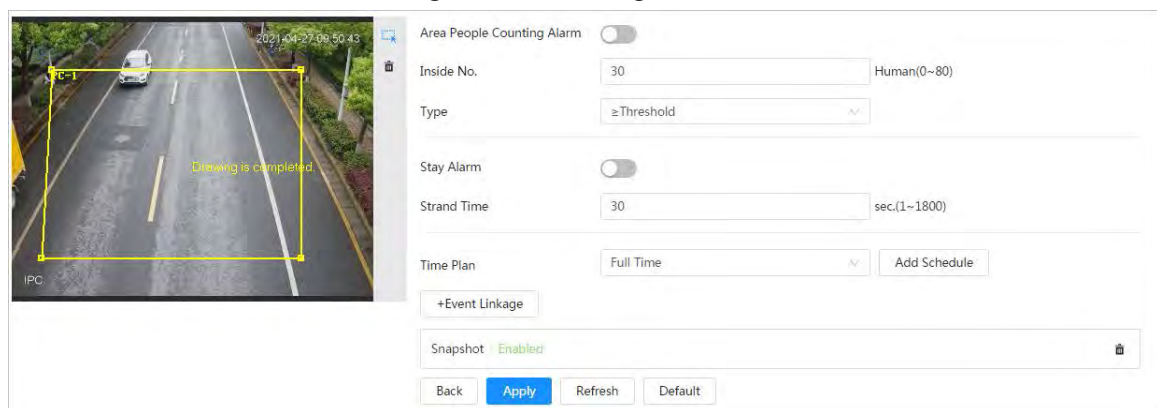 2021-04-27 09:50:43
PC-1
Drawing is completed.
IPC
Area People Counting Alarm
Inside No. 30 Human(0~80)
Type ≥Threshold
Stay Alarm
Strand Time 30 sec.(1~1800)
Time Plan Full Time Add Schedule
+Event Linkage
Snapshot Enabled
Back Apply Refresh Default